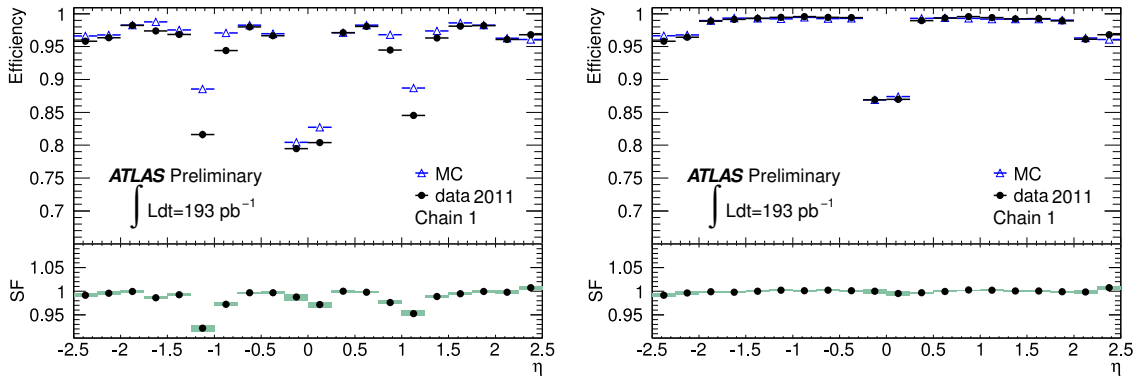 Efficiency
1
0.95
0.9
0.85
0.8
0.75
0.7
ATLAS Preliminary
∫ Ldt=193 pb⁻¹
MC
data 2011
Chain 1
SF
1.05
1
0.95
-2.5 -2 -1.5 -1 -0.5 0 0.5 1 1.5 2 2.5
η
Efficiency
1
0.95
0.9
0.85
0.8
0.75
0.7
ATLAS Preliminary
∫ Ldt=193 pb⁻¹
MC
data 2011
Chain 1
SF
1.05
1
0.95
-2.5 -2 -1.5 -1 -0.5 0 0.5 1 1.5 2 2.5
η